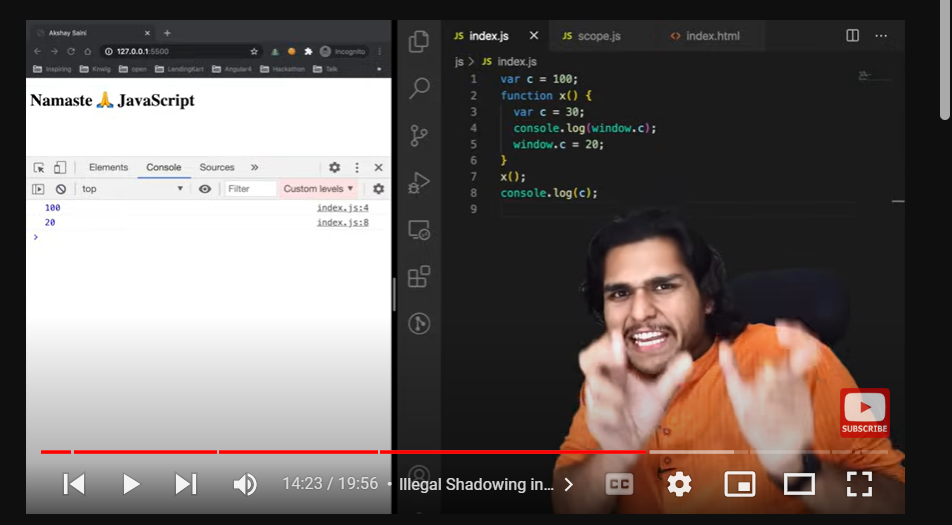 Akshay Saini
127.0.0.1:5500
Incognito
Inspiring Knwlg open LendingKart Angular4 Hackathon Talk
Namaste 🙏 JavaScript
Elements Console Sources »
top Filter Custom levels ▼
100 index.js:4
20 index.js:8
>
JS index.js × JS scope.js <> index.html ...
js > JS index.js
1 var c = 100;
2 function x() {
3 var c = 30;
4 console.log(window.c);
5 window.c = 20;
6 }
7 x();
8 console.log(c);
9
SUBSCRIBE
14:23 / 19:56 • Illegal Shadowing in... >
CC